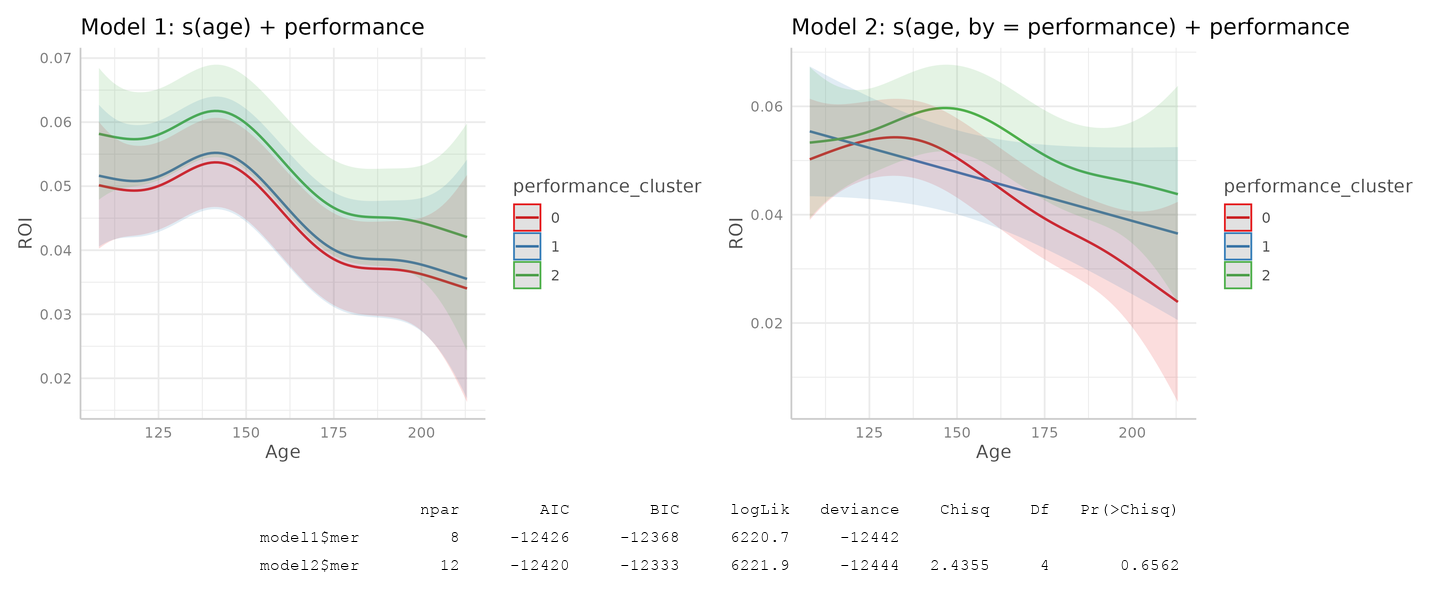 Model 1: s(age) + performance
0.07
0.06
0.05
0.04
0.03
0.02
ROI
125 150 175 200
Age
performance_cluster
0
1
2
Model 2: s(age, by = performance) + performance
0.06
0.04
0.02
ROI
125 150 175 200
Age
performance_cluster
0
1
2
npar AIC BIC logLik deviance Chisq Df Pr(>Chisq)
model1$mer 8 -12426 -12368 6220.7 -12442
model2$mer 12 -12420 -12333 6221.9 -12444 2.4355 4 0.6562